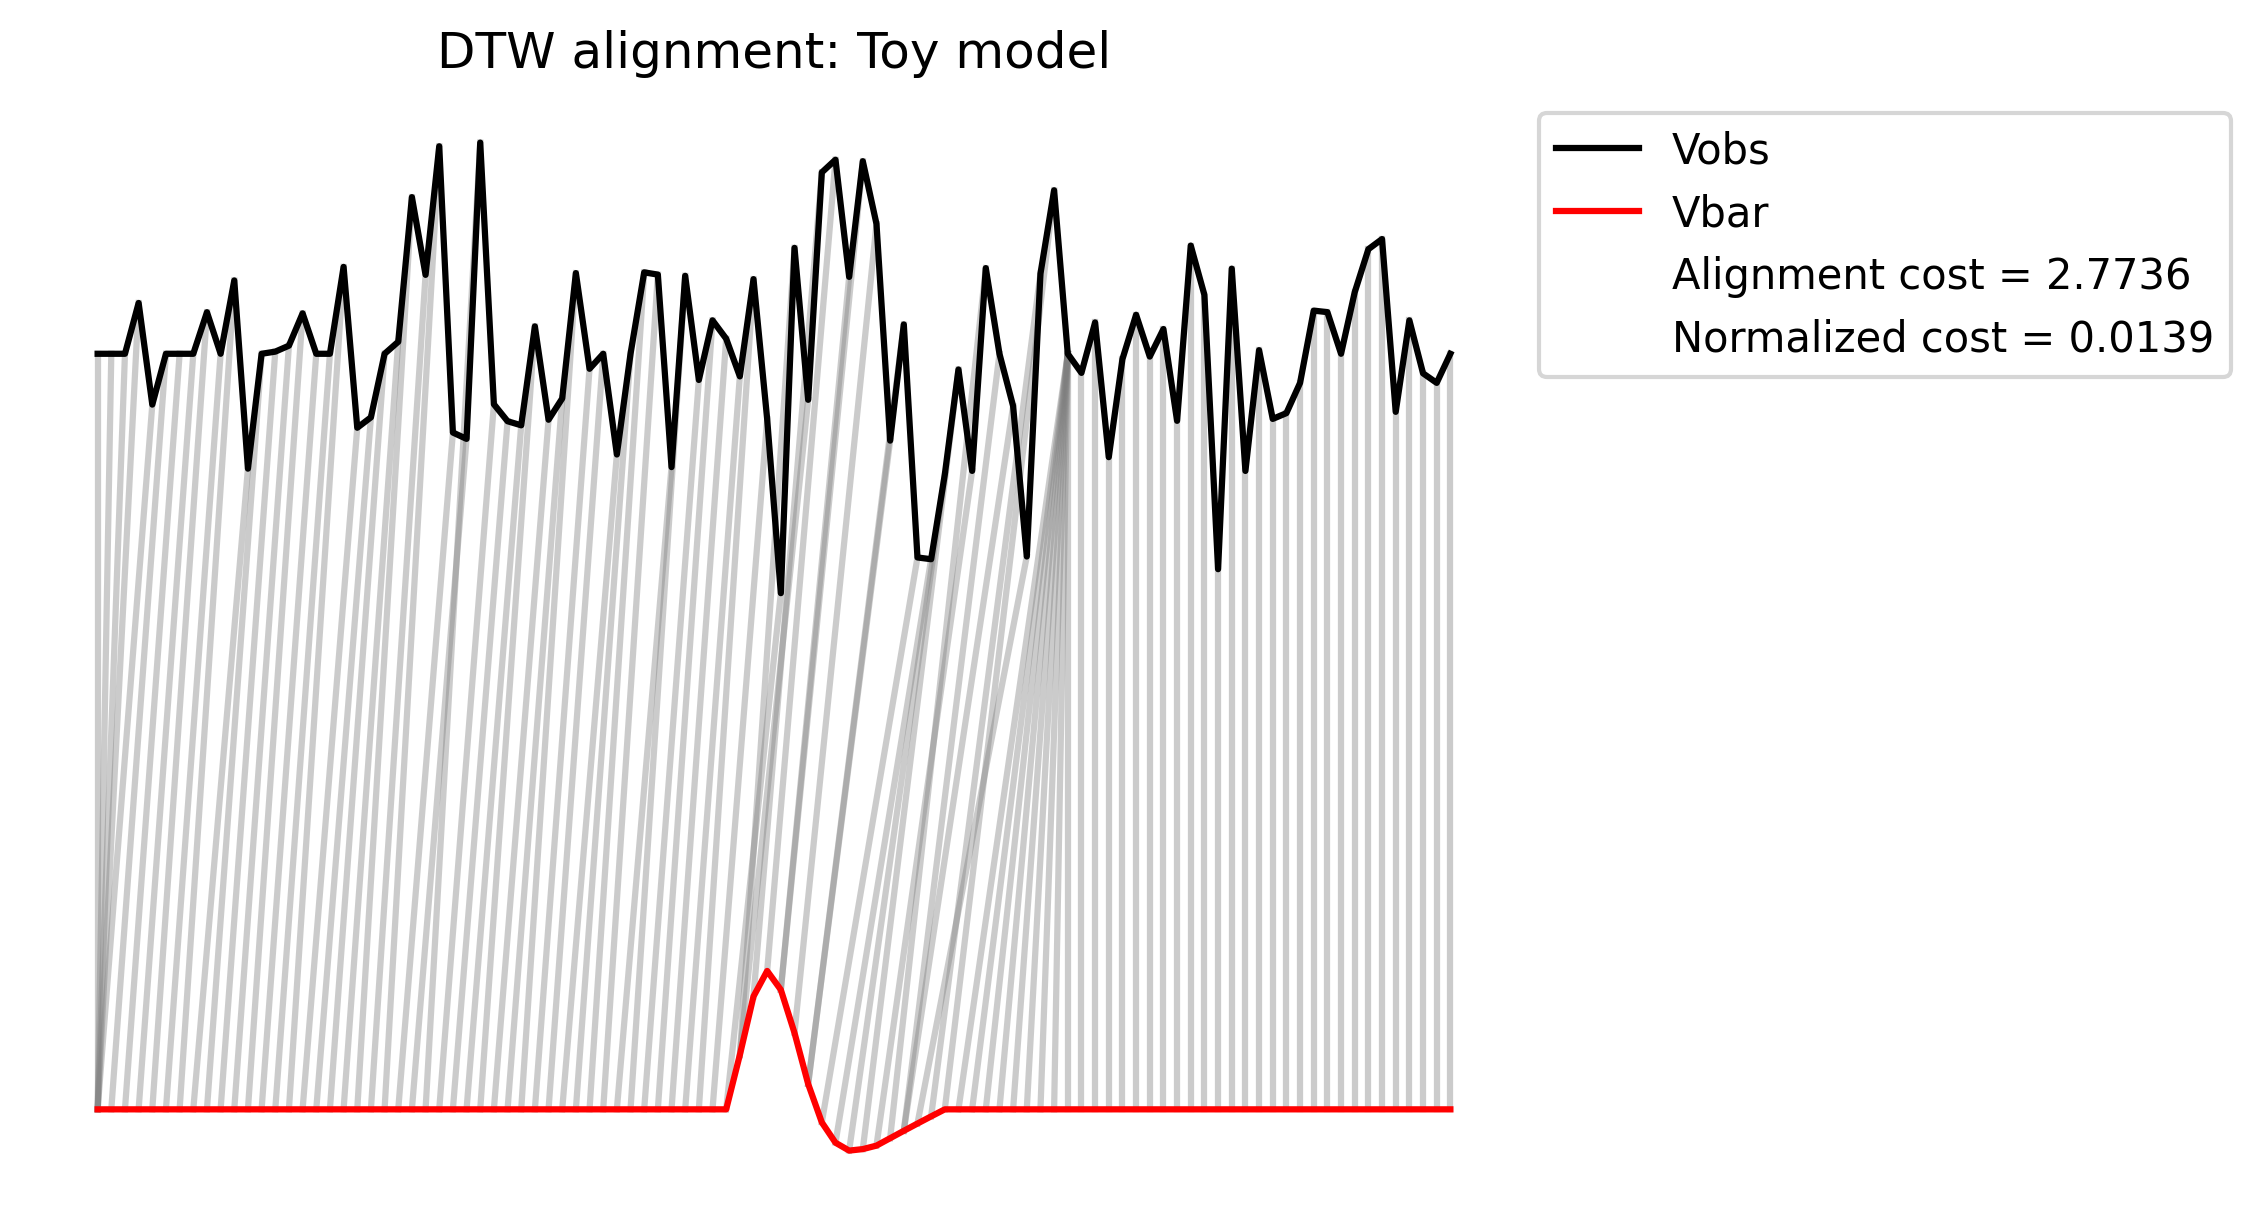 DTW alignment: Toy model
Vobs
Vbar
Alignment cost = 2.7736
Normalized cost = 0.0139